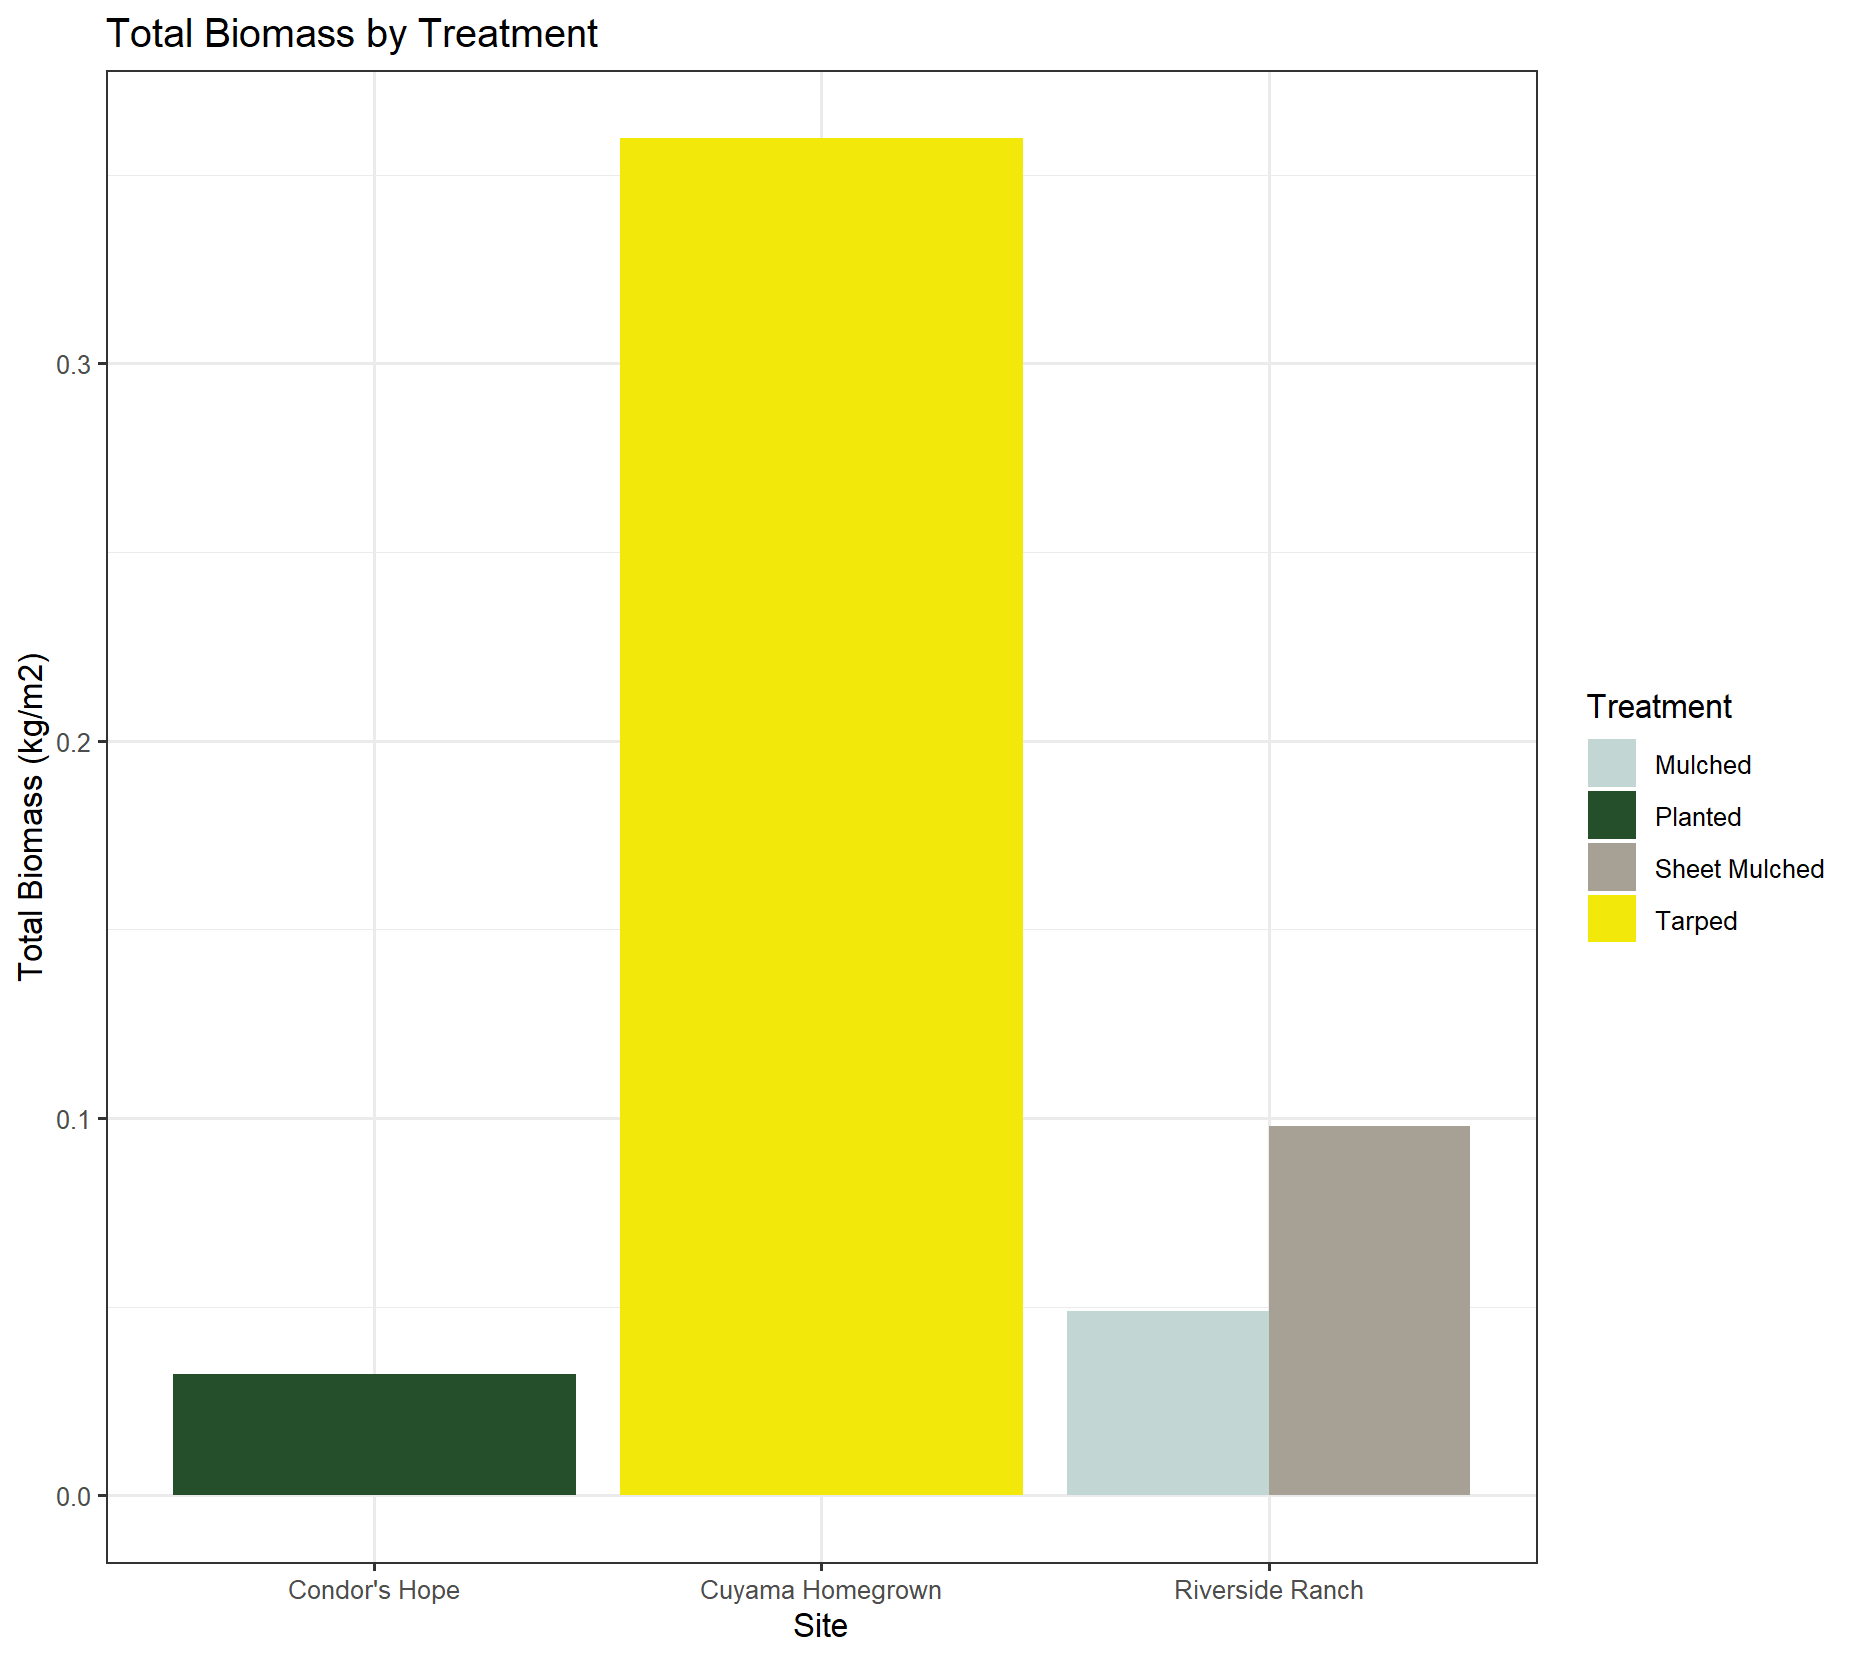 Total Biomass by Treatment
Total Biomass (kg/m2)
0.3
0.2
0.1
0.0
Condor's Hope
Cuyama Homegrown
Riverside Ranch
Site
Treatment
Mulched
Planted
Sheet Mulched
Tarped